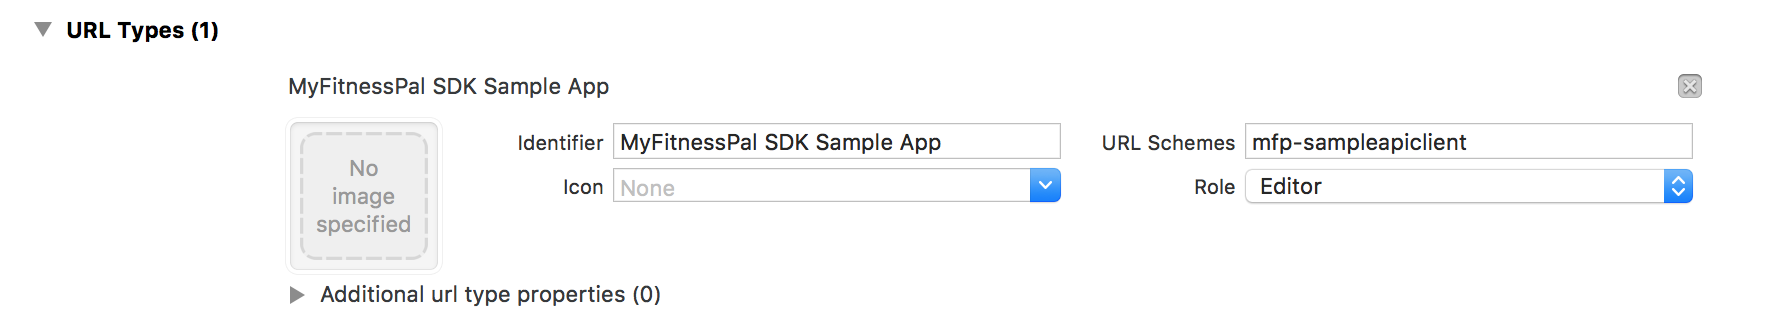 URL Types (1)
MyFitnessPal SDK Sample App
No
image
specified
Identifier MyFitnessPal SDK Sample App
URL Schemes mfp-sampleapiclient
Icon None
Role Editor
Additional url type properties (0)